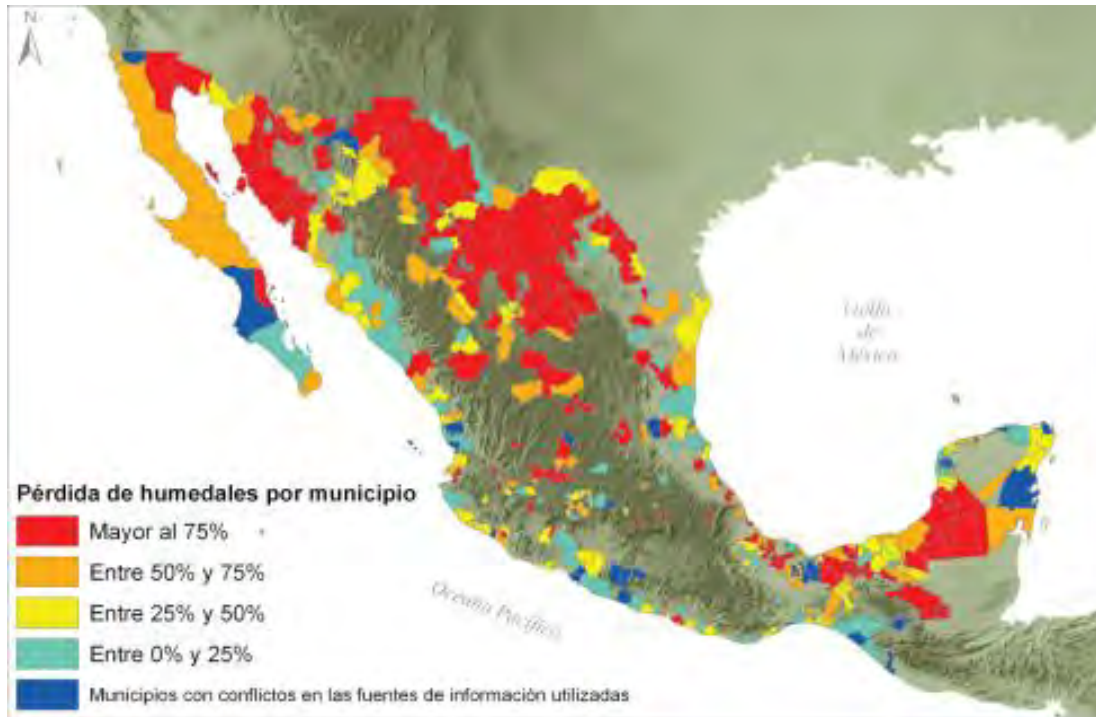 N
Golfo
de
México
Pérdida de humedales por municipio
Mayor al 75%
Entre 50% y 75%
Entre 25% y 50%
Entre 0% y 25%
Municipios con conflictos en las fuentes de información utilizadas
Océano Pacífico